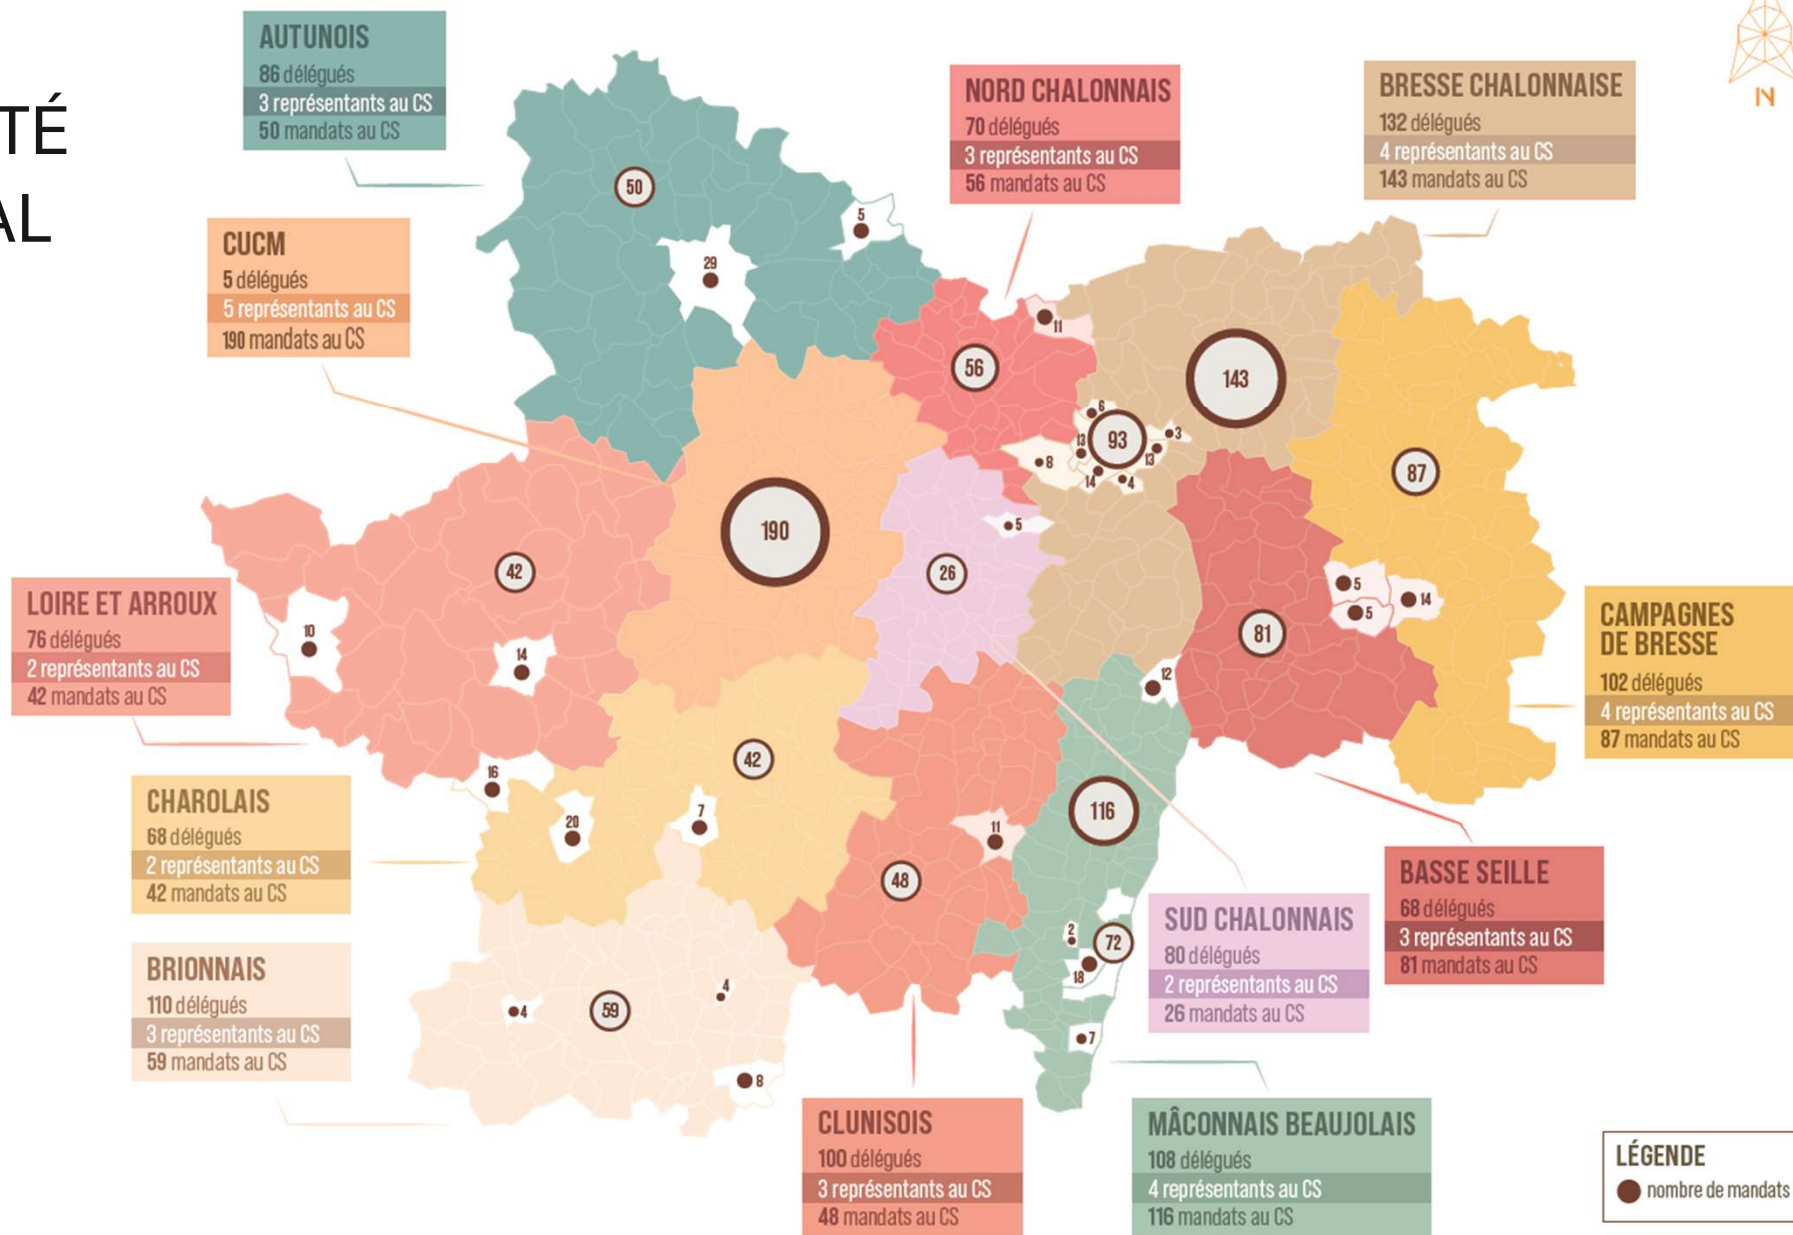 TÉ
AL
AUTUNOIS
86 délégués
3 représentants au CS
50 mandats au CS
NORD CHALONNAIS
70 délégués
3 représentants au CS
56 mandats au CS
BRESSE CHALONNAISE
132 délégués
4 représentants au CS
143 mandats au CS
N
CUCM
5 délégués
5 représentants au CS
190 mandats au CS
50
5
29
11
56
143
6
93
3
13
13
8
14
4
87
190
5
42
26
LOIRE ET ARROUX
76 délégués
2 représentants au CS
42 mandats au CS
10
14
81
5
5
14
12
CAMPAGNES
DE BRESSE
102 délégués
4 représentants au CS
87 mandats au CS
16
42
CHAROLAIS
68 délégués
2 représentants au CS
42 mandats au CS
20
7
11
116
48
BASSE SEILLE
68 délégués
3 représentants au CS
81 mandats au CS
SUD CHALONNAIS
80 délégués
2 représentants au CS
26 mandats au CS
2
72
18
BRIONNAIS
110 délégués
3 représentants au CS
59 mandats au CS
4
59
4
7
8
CLUNISOIS
100 délégués
3 représentants au CS
48 mandats au CS
MÂCONNAIS BEAUJOLAIS
108 délégués
4 représentants au CS
116 mandats au CS
LÉGENDE
nombre de mandats